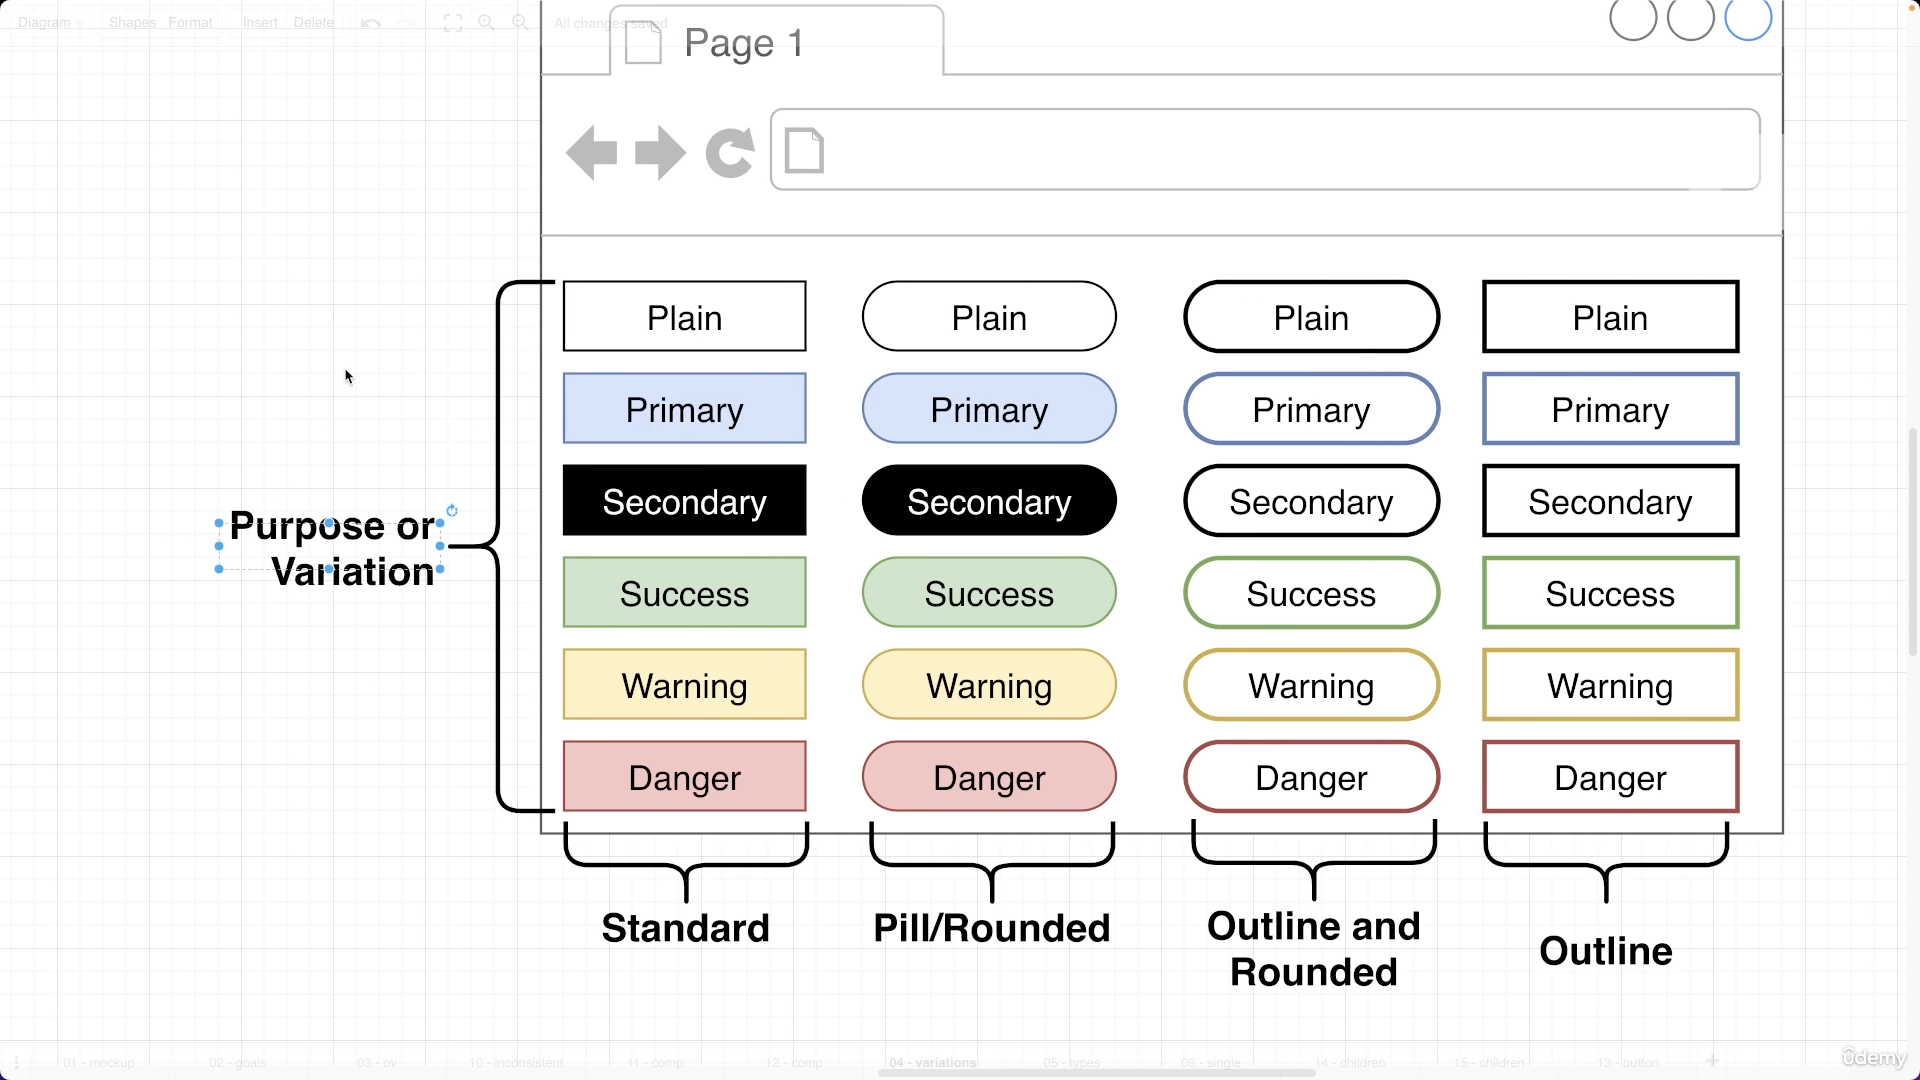 Diagram Shapes Format Insert Delete All changes saved
Page 1
Plain Plain Plain Plain
Primary Primary Primary Primary
Secondary Secondary Secondary Secondary
Purpose or
Variation
Success Success Success Success
Warning Warning Warning Warning
Danger Danger Danger Danger
Standard Pill/Rounded Outline and
Rounded Outline
01 - mockup 02 - goals 03 - ov 10 - inconsistent 11 - comp 12 - comp 04 - variations 05 - types 06 - single 14 - children 15 - children 13 - button
ûdemy